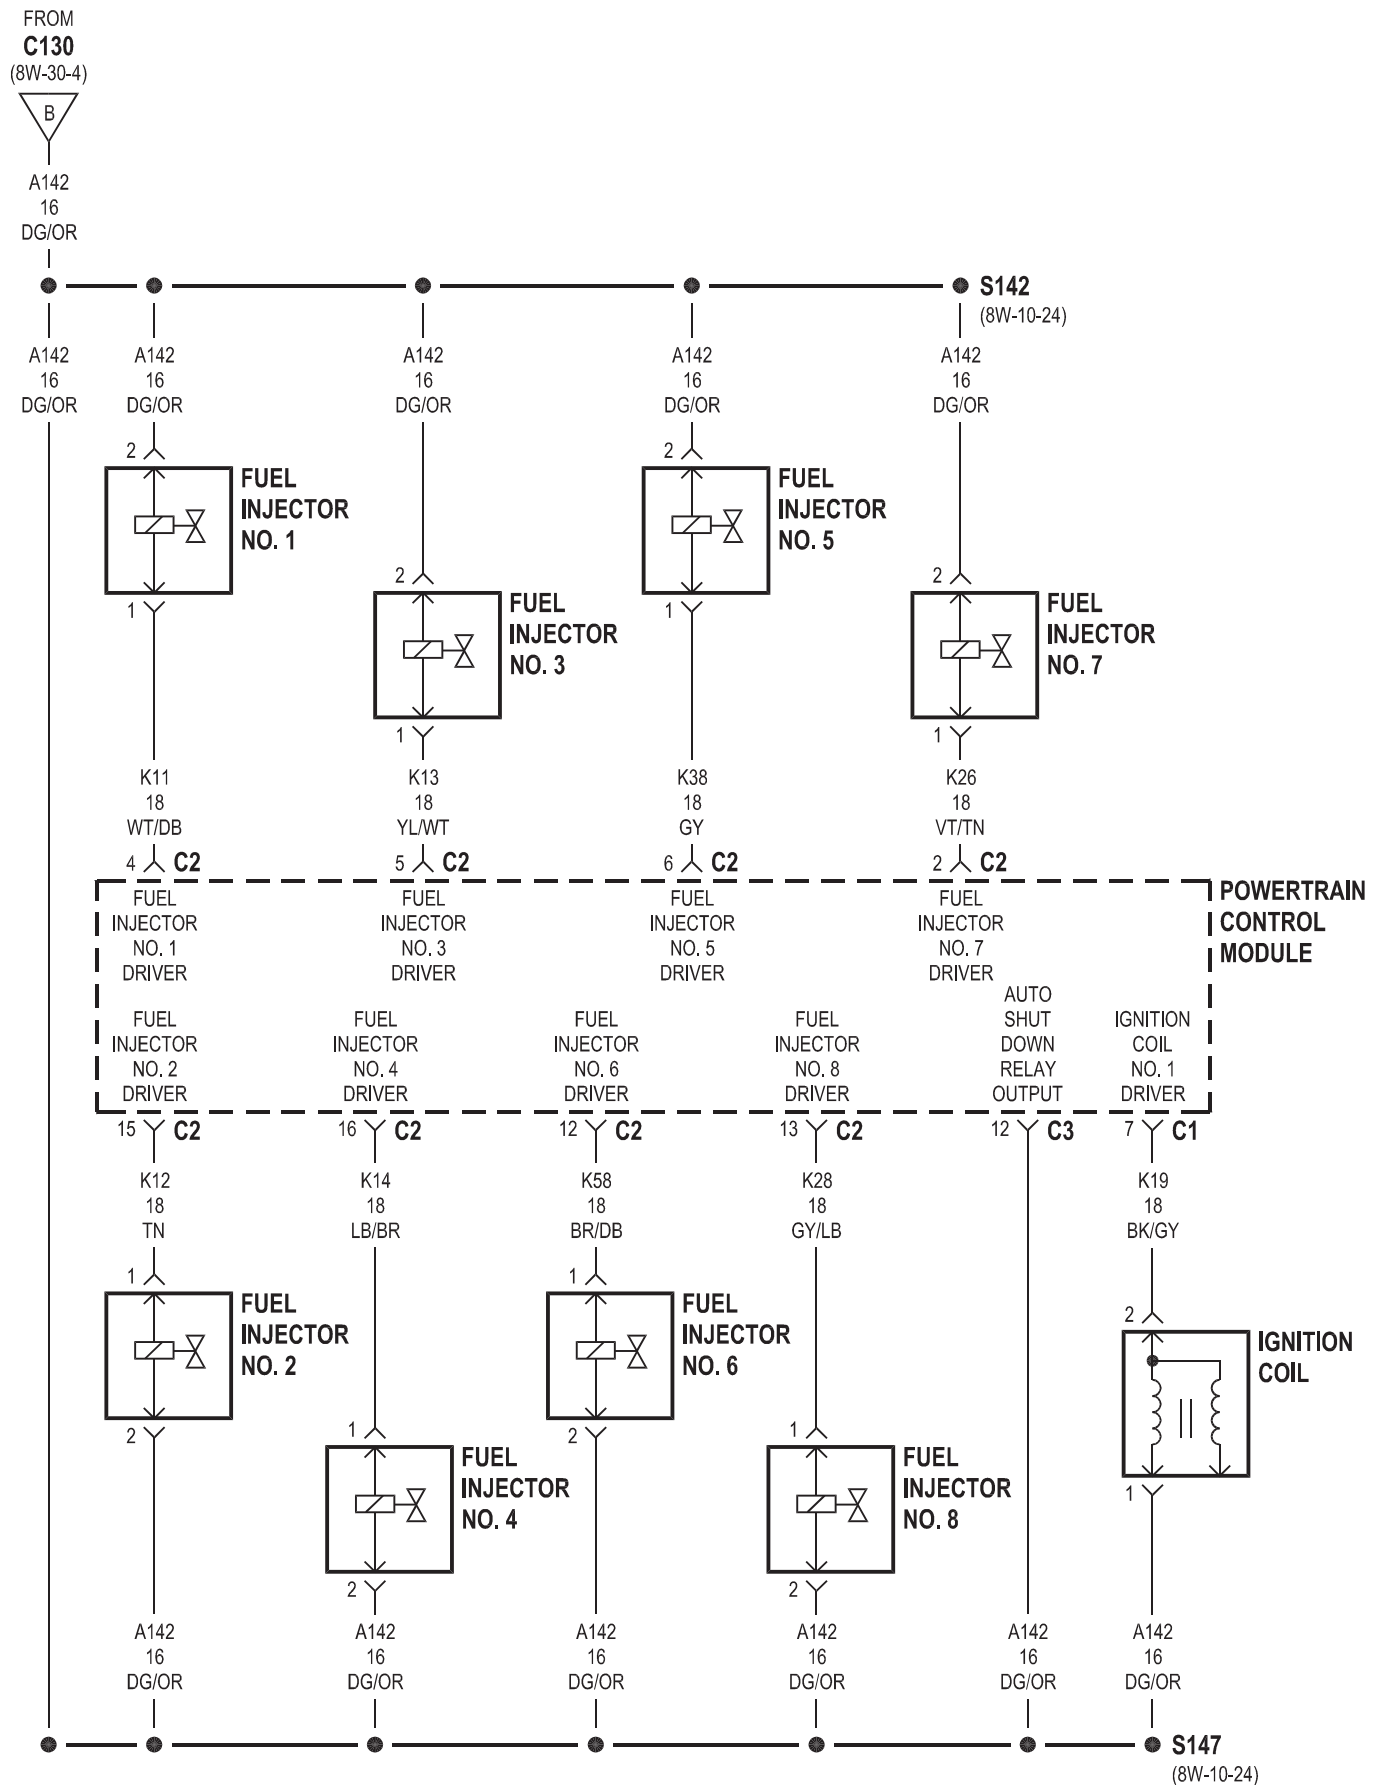 FROM
C130
(8W-30-4)
B
A142
16
DG/OR
S142
(8W-10-24)
A142 A142 A142 A142 A142
16 16 16 16 16
DG/OR DG/OR DG/OR DG/OR DG/OR
2 2
FUEL
INJECTOR
NO. 1
FUEL
INJECTOR
NO. 5
1 1
2 2
FUEL
INJECTOR
NO. 3
FUEL
INJECTOR
NO. 7
1 1
K11 K13 K38 K26
18 18 18 18
WT/DB YL/WT GY VT/TN
4 C2 5 C2 6 C2 2 C2
POWERTRAIN
CONTROL
MODULE
FUEL
INJECTOR
NO. 1
DRIVER
FUEL
INJECTOR
NO. 3
DRIVER
FUEL
INJECTOR
NO. 5
DRIVER
FUEL
INJECTOR
NO. 7
DRIVER
FUEL
INJECTOR
NO. 2
DRIVER
FUEL
INJECTOR
NO. 4
DRIVER
FUEL
INJECTOR
NO. 6
DRIVER
FUEL
INJECTOR
NO. 8
DRIVER
AUTO
SHUT
DOWN
RELAY
OUTPUT
IGNITION
COIL
NO. 1
DRIVER
15 C2 16 C2 12 C2 13 C2 12 C3 7 C1
K12 K14 K58 K28 K19
18 18 18 18 18
TN LB/BR BR/DB GY/LB BK/GY
1 1
FUEL
INJECTOR
NO. 2
FUEL
INJECTOR
NO. 6
2 2
2
IGNITION
COIL
1
1 1
FUEL
INJECTOR
NO. 4
FUEL
INJECTOR
NO. 8
2 2
A142 A142 A142 A142 A142 A142
16 16 16 16 16 16
DG/OR DG/OR DG/OR DG/OR DG/OR DG/OR
S147
(8W-10-24)